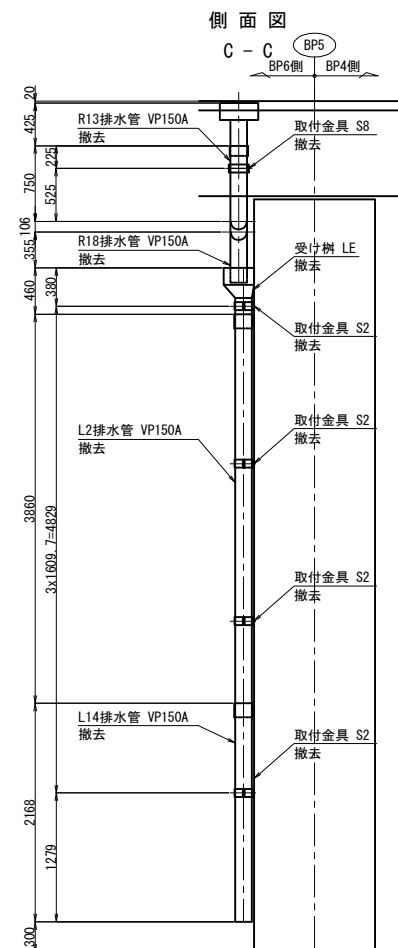 側面図
C - C
BP5
BP6側
BP4側
20
425
R13排水管 VP150A
撤去
取付金具 S8
撤去
225
750
525
106
355
R18排水管 VP150A
撤去
受け桝 LE
撤去
460
380
取付金具 S2
撤去
L2排水管 VP150A
撤去
取付金具 S2
撤去
3860
3x1609.7=4829
取付金具 S2
撤去
L14排水管 VP150A
撤去
取付金具 S2
撤去
2168
1279
300